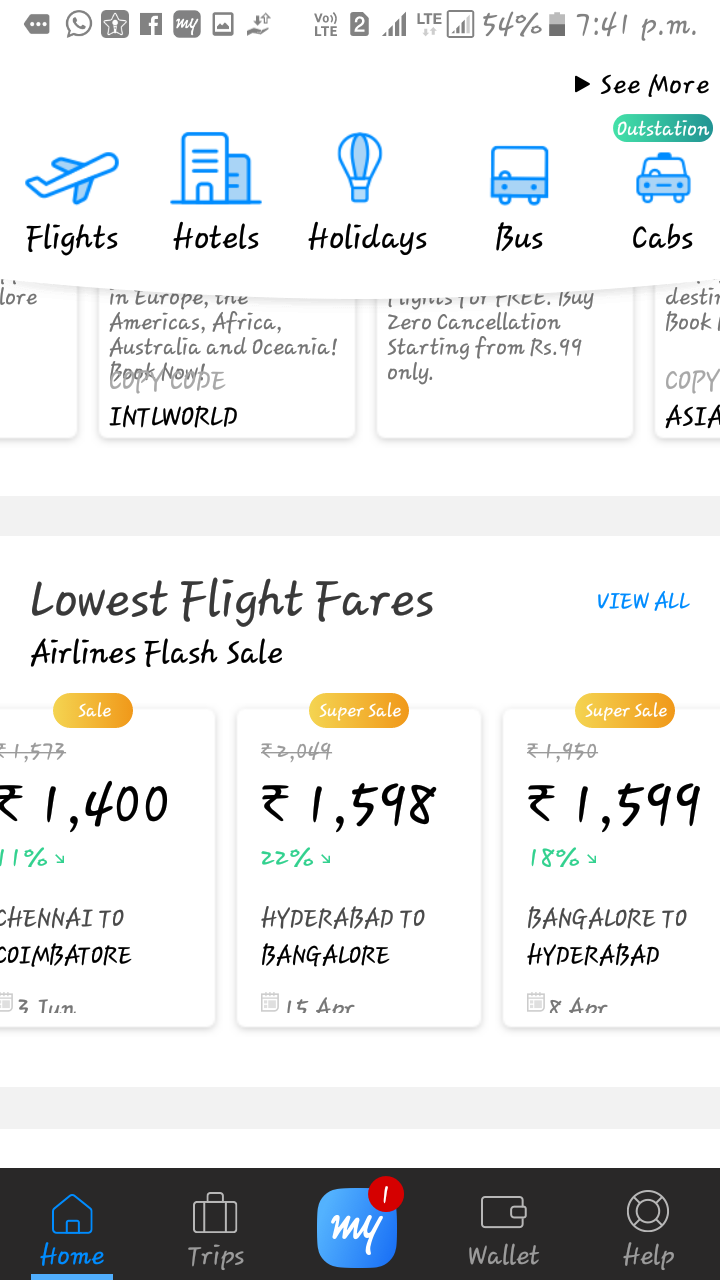 Vo))
LTE
2
LTE
54%
7:41 p.m.
See More
Outstation
Flights
Hotels
Holidays
Bus
Cabs
lore
in Europe, the
Americas, Africa,
Australia and Oceania!
Book Now!
COPY CODE
INTLWORLD
Flights for FREE. Buy
Zero Cancellation
Starting from Rs.99
only.
Book
COPY
ASIA
Lowest Flight Fares
VIEW ALL
Airlines Flash Sale
Sale
₹ 1,573
₹ 1,400
11%
CHENNAI TO
COIMBATORE
3 Jun
Super Sale
₹ 2,049
₹ 1,598
22%
HYDERABAD TO
BANGALORE
15 Apr
Super Sale
₹ 1,950
₹ 1,599
18%
BANGALORE TO
HYDERABAD
8 Apr
Home
Trips
my
1
Wallet
Help